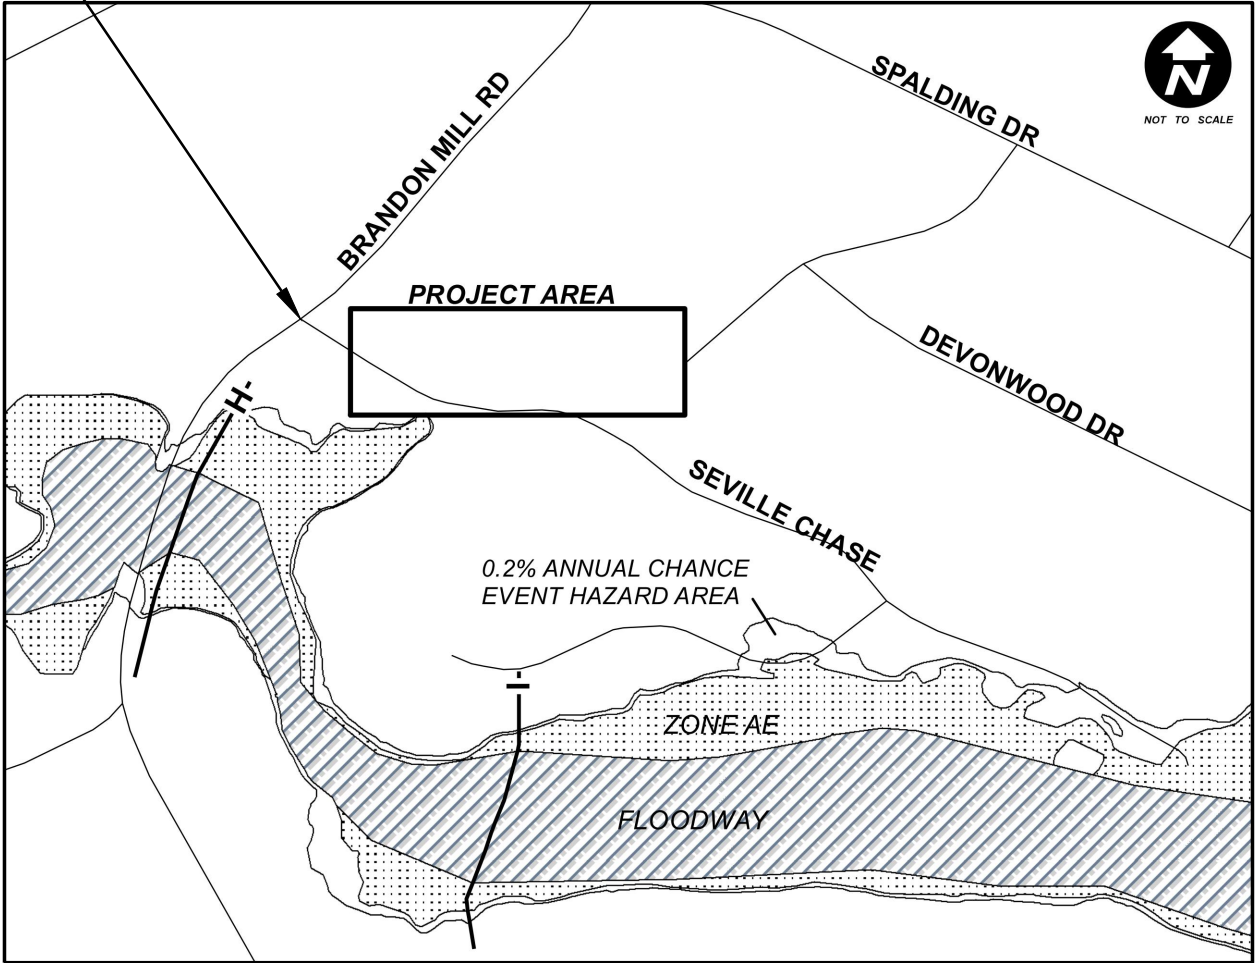 SPALDING DR
N
NOT TO SCALE
BRANDON MILL RD
PROJECT AREA
DEVONWOOD DR
H
SEVILLE CHASE
0.2% ANNUAL CHANCE
EVENT HAZARD AREA
I
ZONE AE
FLOODWAY